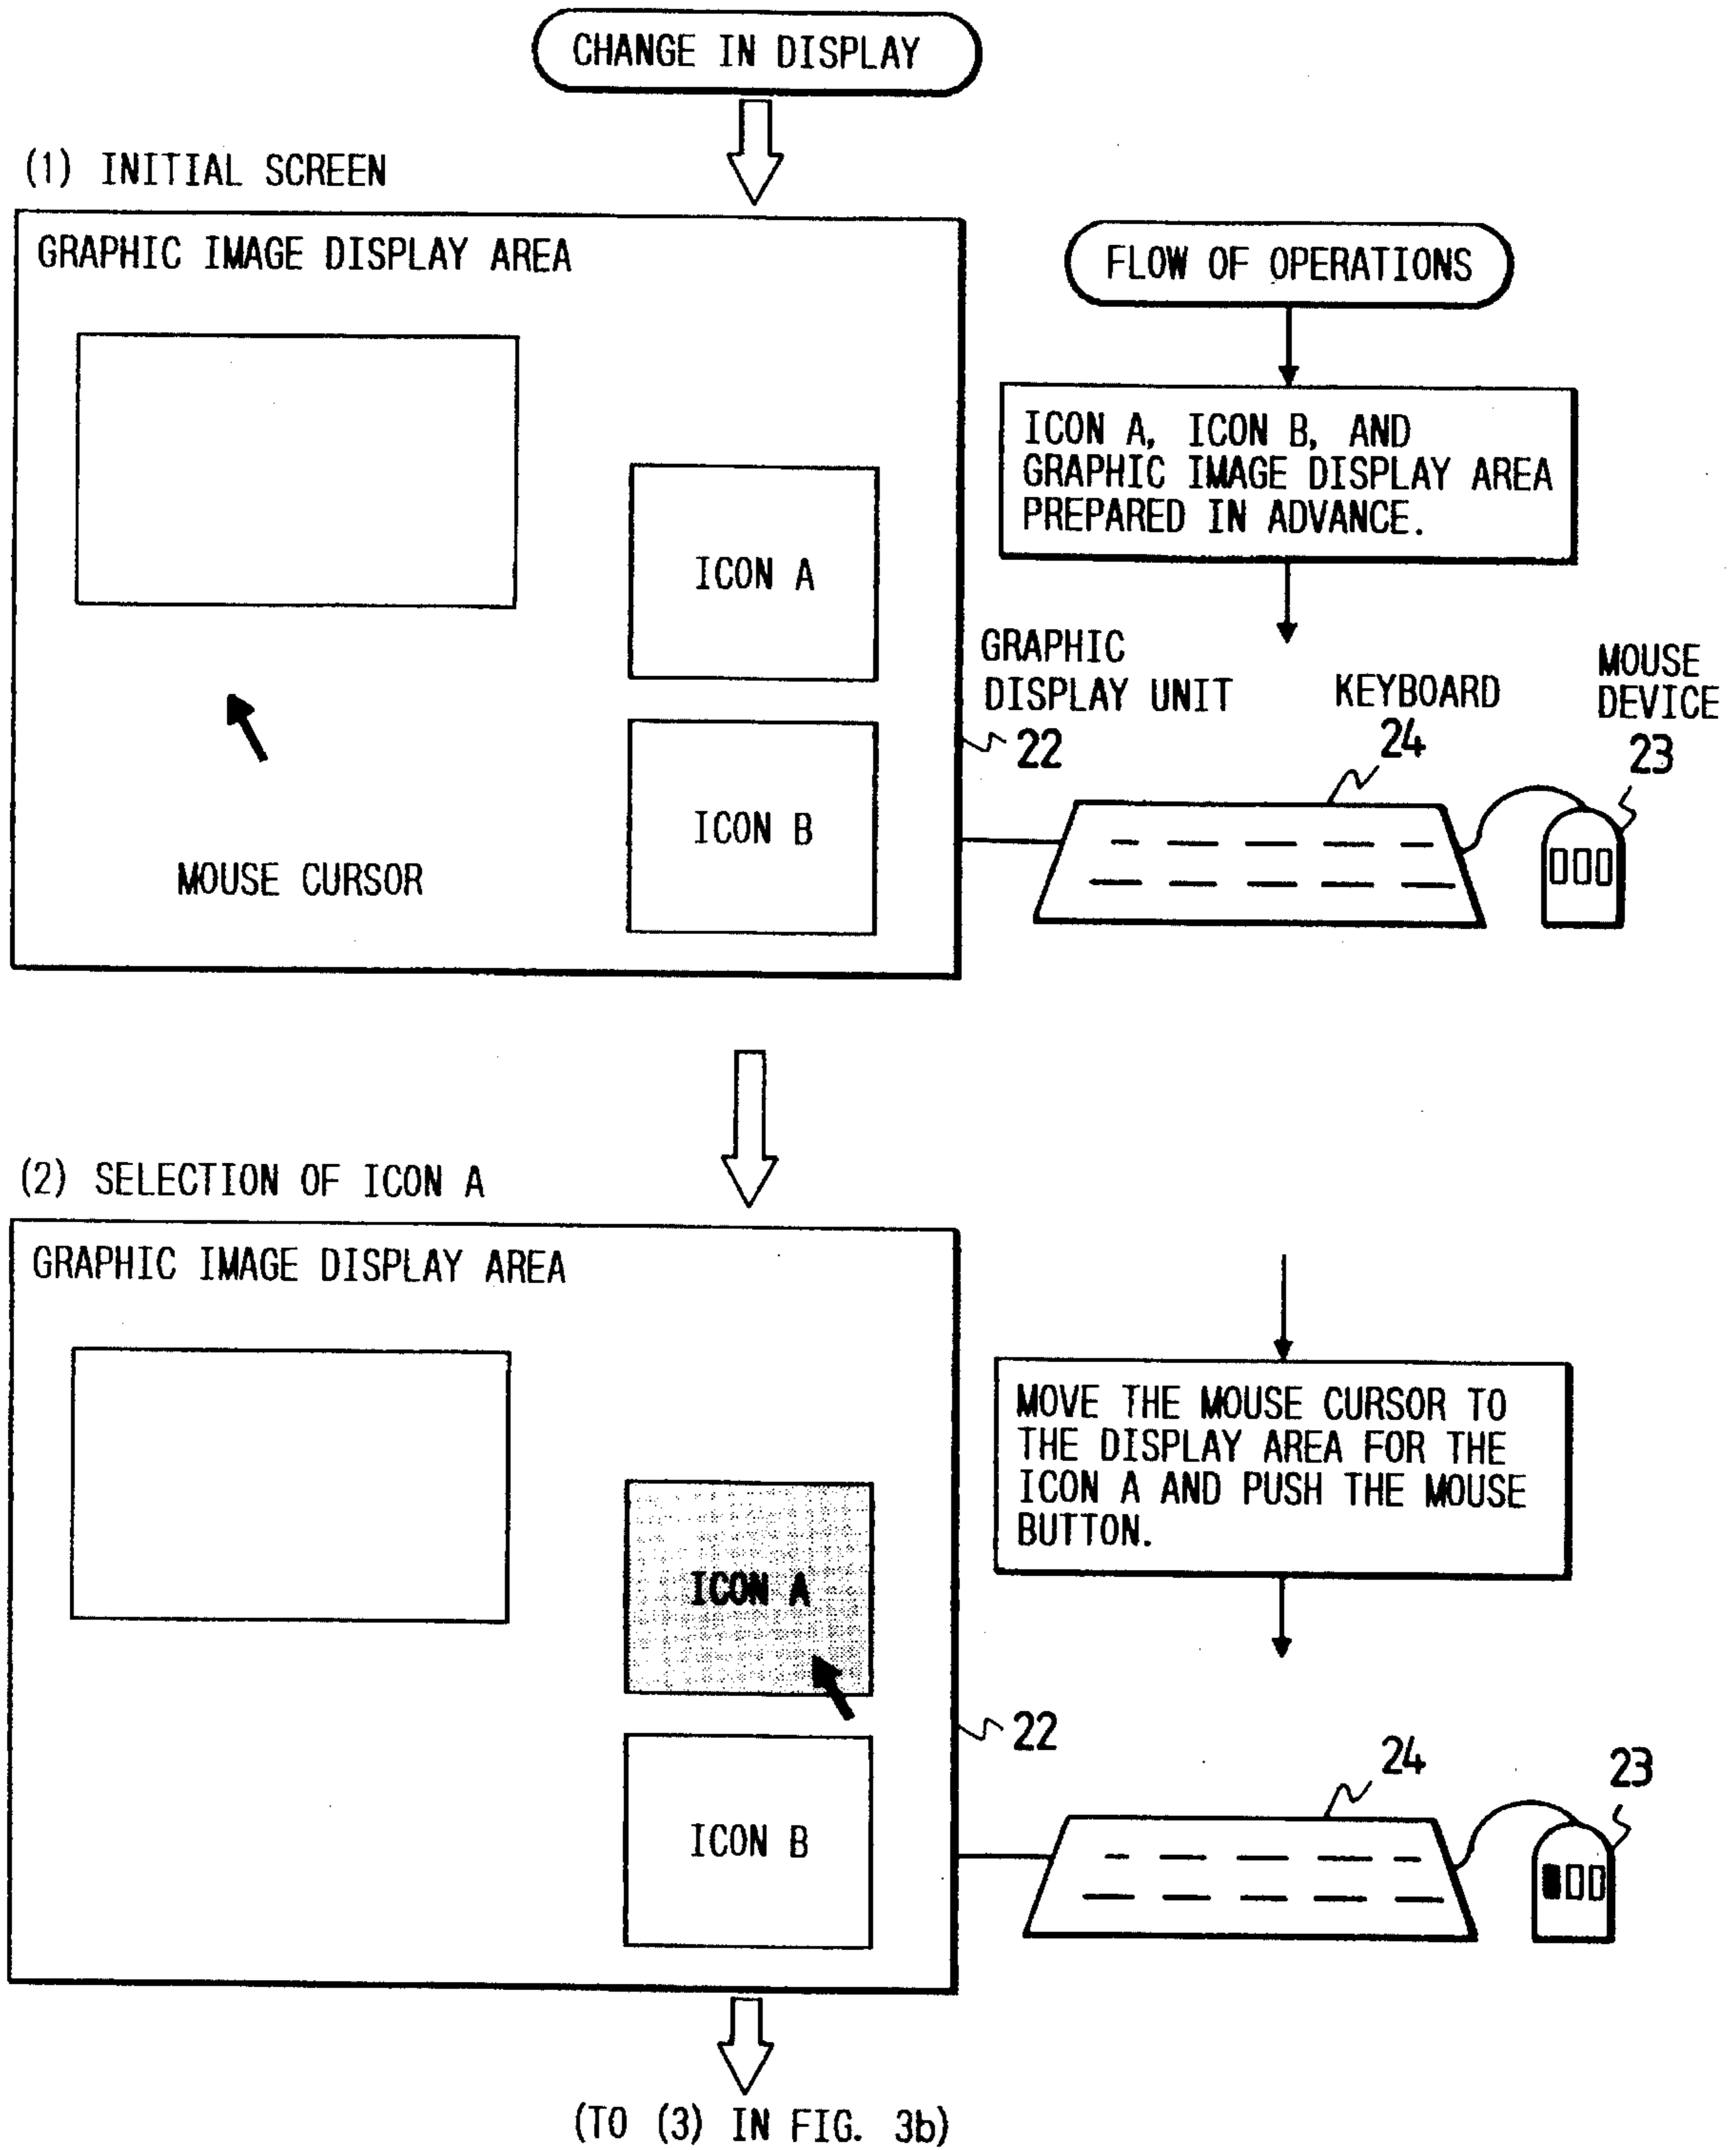 CHANGE IN DISPLAY
(1) INITIAL SCREEN
GRAPHIC IMAGE DISPLAY AREA
FLOW OF OPERATIONS
ICON A, ICON B, AND
GRAPHIC IMAGE DISPLAY AREA
PREPARED IN ADVANCE.
ICON A
GRAPHIC
DISPLAY UNIT
22
KEYBOARD
24
MOUSE
DEVICE
23
ICON B
MOUSE CURSOR
(2) SELECTION OF ICON A
GRAPHIC IMAGE DISPLAY AREA
MOVE THE MOUSE CURSOR TO
THE DISPLAY AREA FOR THE
ICON A AND PUSH THE MOUSE
BUTTON.
ICON A
22
24
23
ICON B
(TO (3) IN FIG. 3b)